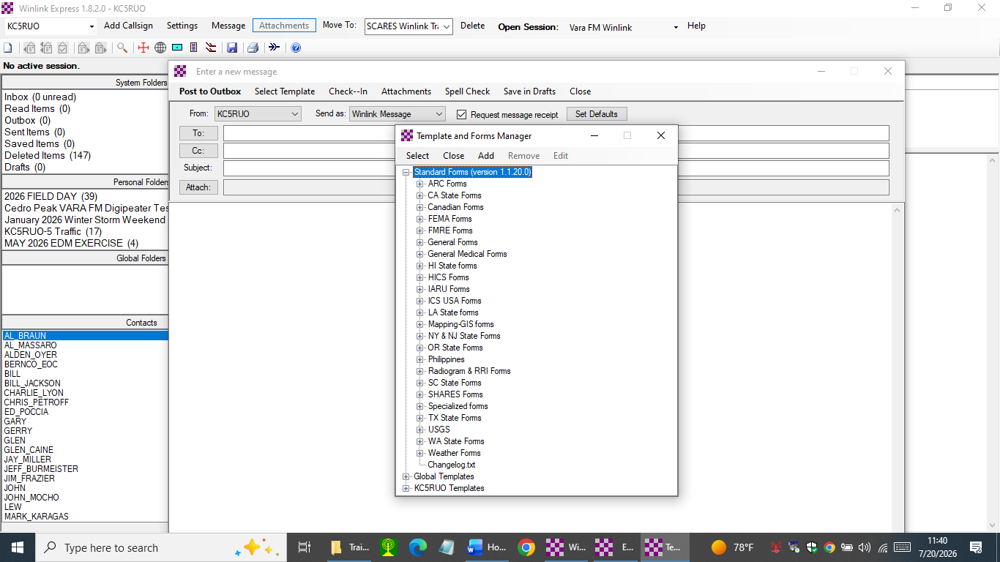 Winlink Express 1.8.2.0 - KC5RUO
KC5RUO Add Callsign Settings Message Attachments Move To: SCARES Winlink Tra Delete Open Session: Vara FM Winlink Help
No active session.
System Folders
Inbox (0 unread)
Read Items (0)
Outbox (0)
Sent Items (0)
Saved Items (0)
Deleted Items (147)
Drafts (0)
Personal Folders
2026 FIELD DAY (39)
Cedro Peak VARA FM Digipeater Tes
January 2026 Winter Storm Weekend
KC5RUO-5 Traffic (17)
MAY 2026 EDM EXERCISE (4)
Global Folders
Contacts
AL_BRAUN
AL_MASSARO
ALDEN_OYER
BERNCO_EOC
BILL
BILL_JACKSON
CHARLIE_LYON
CHRIS_PETROFF
ED_POCCIA
GARY
GERRY
GLEN
GLEN_CAINE
JAY_MILLER
JEFF_BURMEISTER
JIM_FRAZIER
JOHN
JOHN_MOCHO
LEW
MARK_KARAGAS
Enter a new message
Post to Outbox Select Template Check--In Attachments Spell Check Save in Drafts Close
From: KC5RUO Send as: Winlink Message Request message receipt Set Defaults
To:
Cc:
Subject:
Attach:
Template and Forms Manager
Select Close Add Remove Edit
Standard Forms (version 1.1.20.0)
ARC Forms
CA State Forms
Canadian Forms
FEMA Forms
FMRE Forms
General Forms
General Medical Forms
HI State forms
HICS Forms
IARU Forms
ICS USA Forms
LA State forms
Mapping-GIS forms
NY & NJ State Forms
OR State Forms
Philippines
Radiogram & RRI Forms
SC State Forms
SHARES Forms
Specialized forms
TX State Forms
USGS
WA State Forms
Weather Forms
Changelog.txt
Global Templates
KC5RUO Templates
Type here to search Trai... Ho... Wi... E... Te... 78°F 11:40
7/20/2026